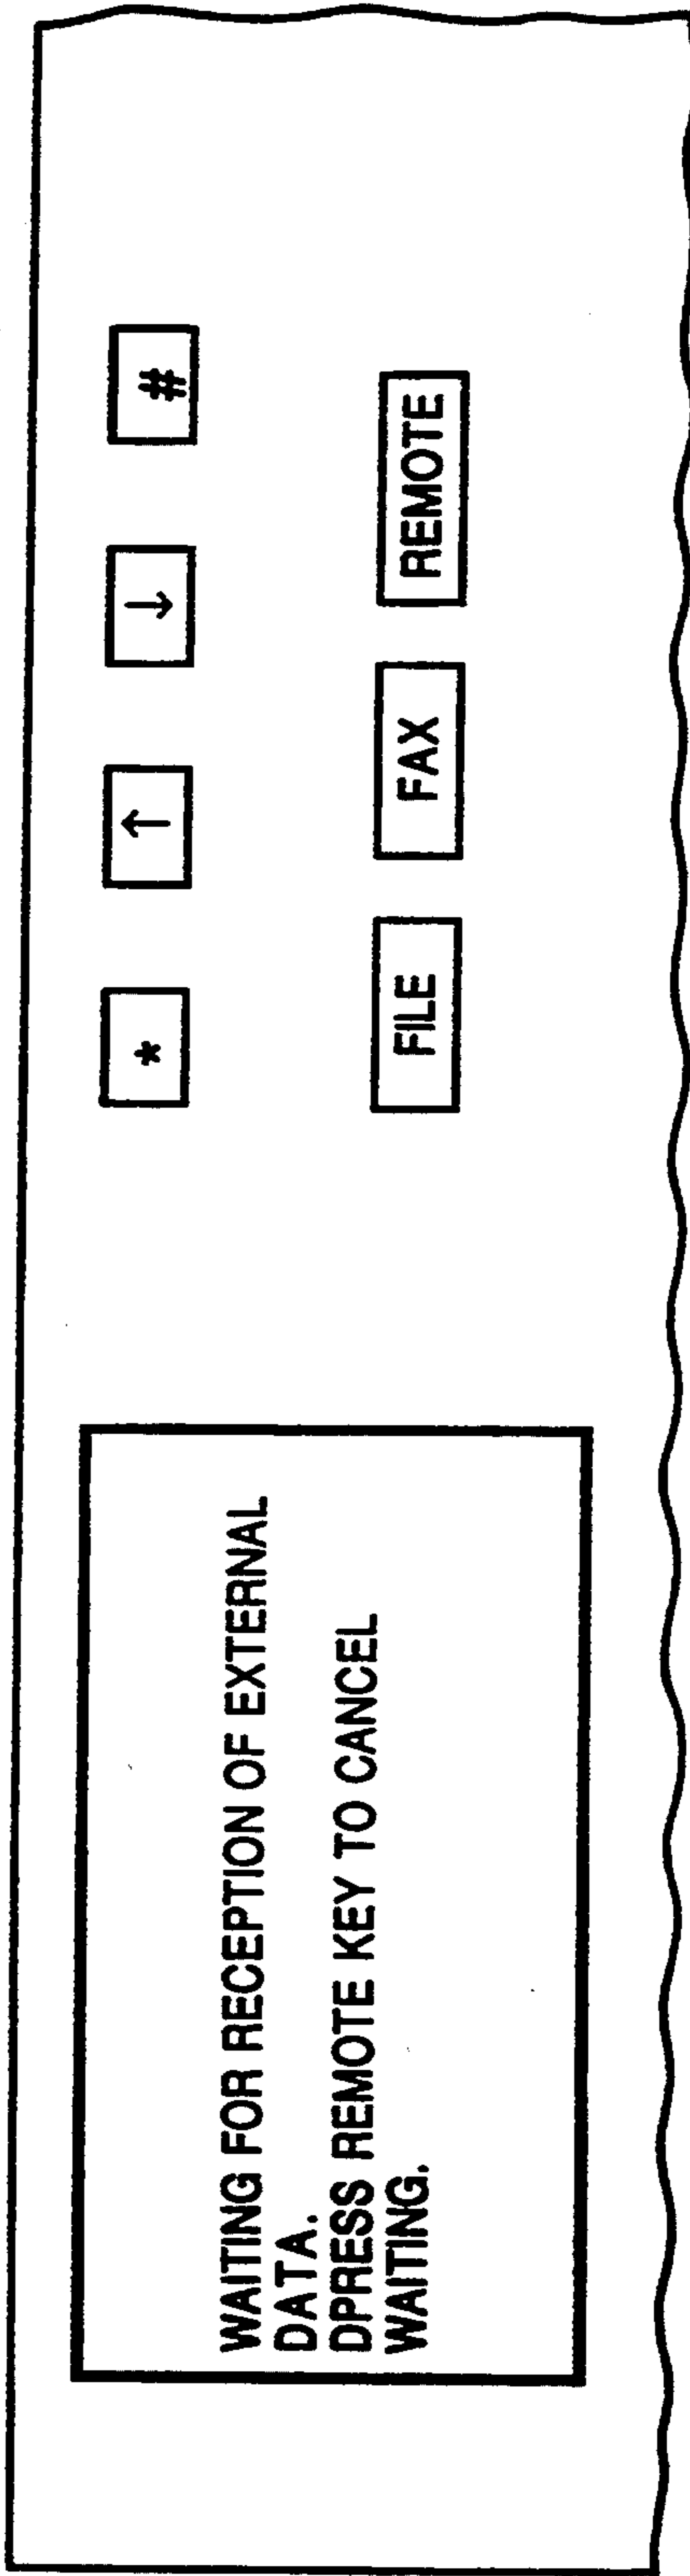 WAITING FOR RECEPTION OF EXTERNAL
DATA.
DPRESS REMOTE KEY TO CANCEL
WAITING.
* ↑ ↓ #
FILE FAX REMOTE